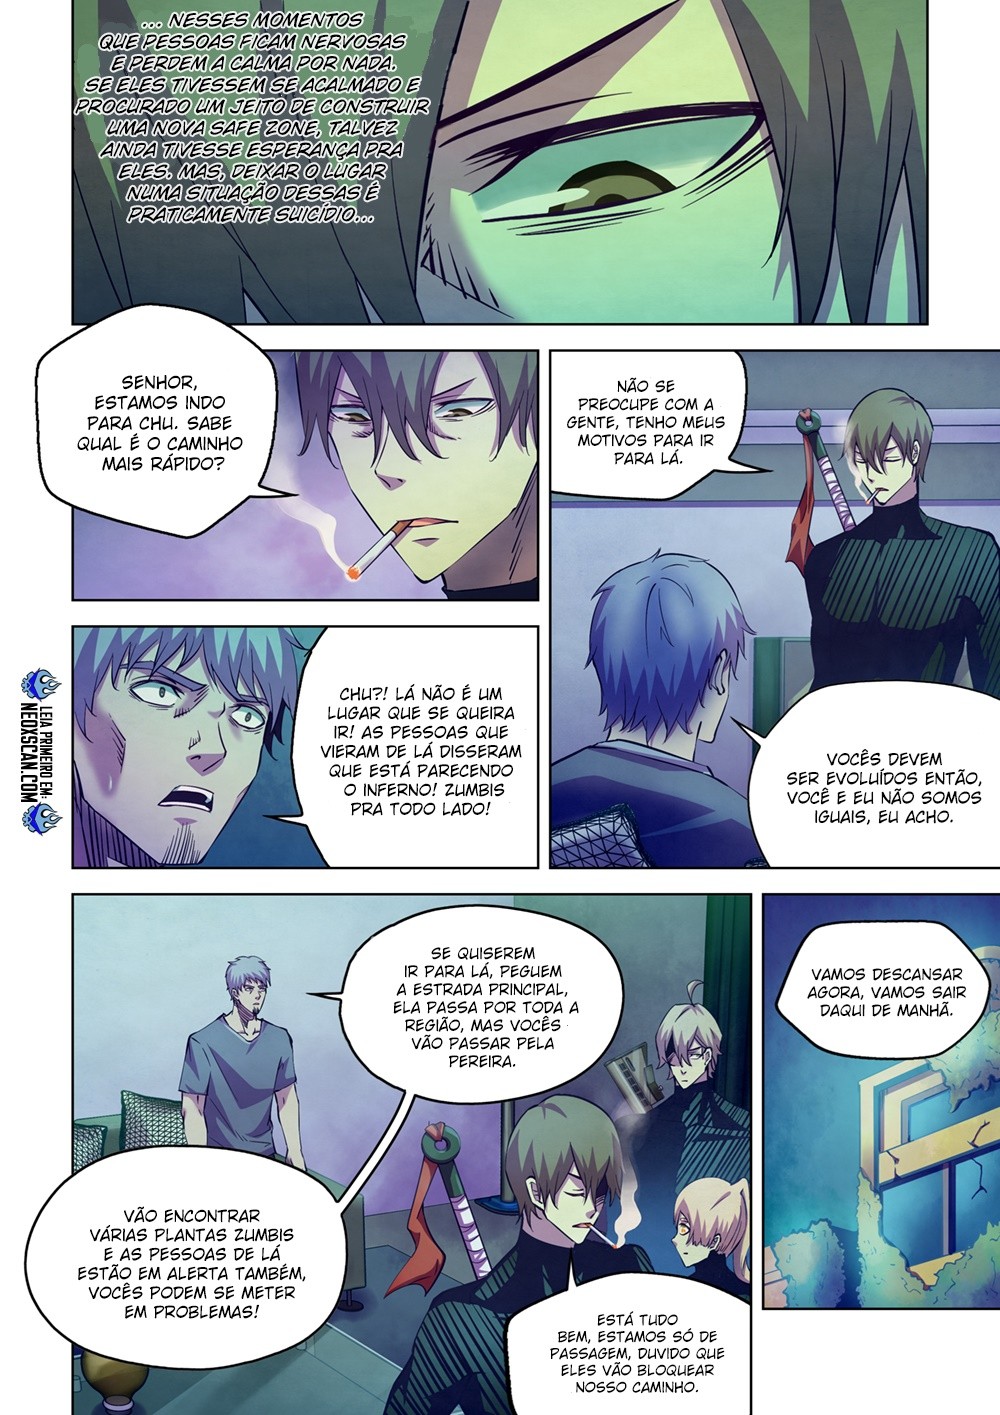 ... NESSES MOMENTOS
QUE PESSOAS FICAM NERVOSAS
E PERDEM A CALMA POR NADA.
SE ELES TIVESSEM SE ACALMADO E
PROCURADO UM JEITO DE CONSTRUIR
UMA NOVA SAFE ZONE, TALVEZ
AINDA TIVESSE ESPERANÇA PRA
ELES. MAS, DEIXAR O LUGAR
NUMA SITUAÇÃO DESSAS É
PRATICAMENTE SUICÍDIO...
SENHOR,
ESTAMOS INDO
PARA CHU. SABE
QUAL É O CAMINHO
MAIS RÁPIDO?
NÃO SE
PREOCUPE COM A
GENTE, TENHO MEUS
MOTIVOS PARA IR
PARA LÁ.
CHU?! LÁ NÃO É UM
LUGAR QUE SE QUEIRA
IR! AS PESSOAS QUE
VIERAM DE LÁ DISSERAM
QUE ESTÁ PARECENDO
O INFERNO! ZUMBIS
PRA TODO LADO!
VOCÊS DEVEM
SER EVOLUÍDOS ENTÃO,
VOCÊ E EU NÃO SOMOS
IGUAIS, EU ACHO.
LEIA PRIMEIRO EM:
NEOXSCAN.COM
SE QUISEREM
IR PARA LÁ, PEGUEM
A ESTRADA PRINCIPAL,
ELA PASSA POR TODA A
REGIÃO, MAS VOCÊS
VÃO PASSAR PELA
PEREIRA.
VÃO ENCONTRAR
VÁRIAS PLANTAS ZUMBIS
E AS PESSOAS DE LÁ
ESTÃO EM ALERTA TAMBÉM,
VOCÊS PODEM SE METER
EM PROBLEMAS!
ESTÁ TUDO
BEM, ESTAMOS SÓ DE
PASSAGEM, DUVIDO QUE
ELES VÃO BLOQUEAR
NOSSO CAMINHO.
VAMOS DESCANSAR
AGORA, VAMOS SAIR
DAQUI DE MANHÃ.